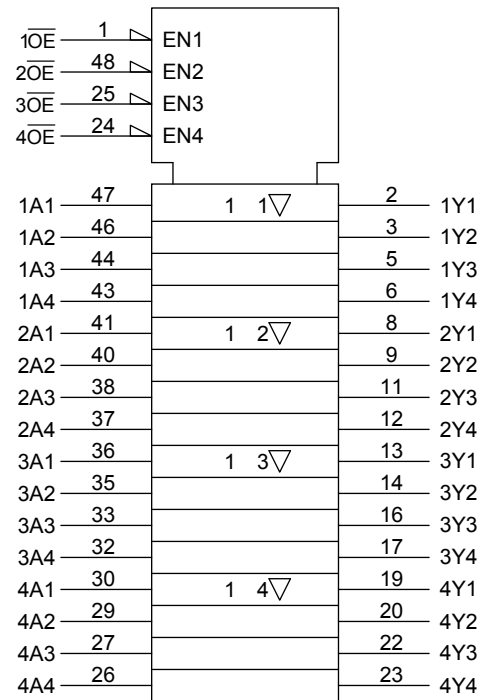 1O̅E̅ 1 EN1
2O̅E̅ 48 EN2
3O̅E̅ 25 EN3
4O̅E̅ 24 EN4
1A1 47 1 1▽ 2 1Y1
1A2 46 3 1Y2
1A3 44 5 1Y3
1A4 43 6 1Y4
2A1 41 1 2▽ 8 2Y1
2A2 40 9 2Y2
2A3 38 11 2Y3
2A4 37 12 2Y4
3A1 36 1 3▽ 13 3Y1
3A2 35 14 3Y2
3A3 33 16 3Y3
3A4 32 17 3Y4
4A1 30 1 4▽ 19 4Y1
4A2 29 20 4Y2
4A3 27 22 4Y3
4A4 26 23 4Y4